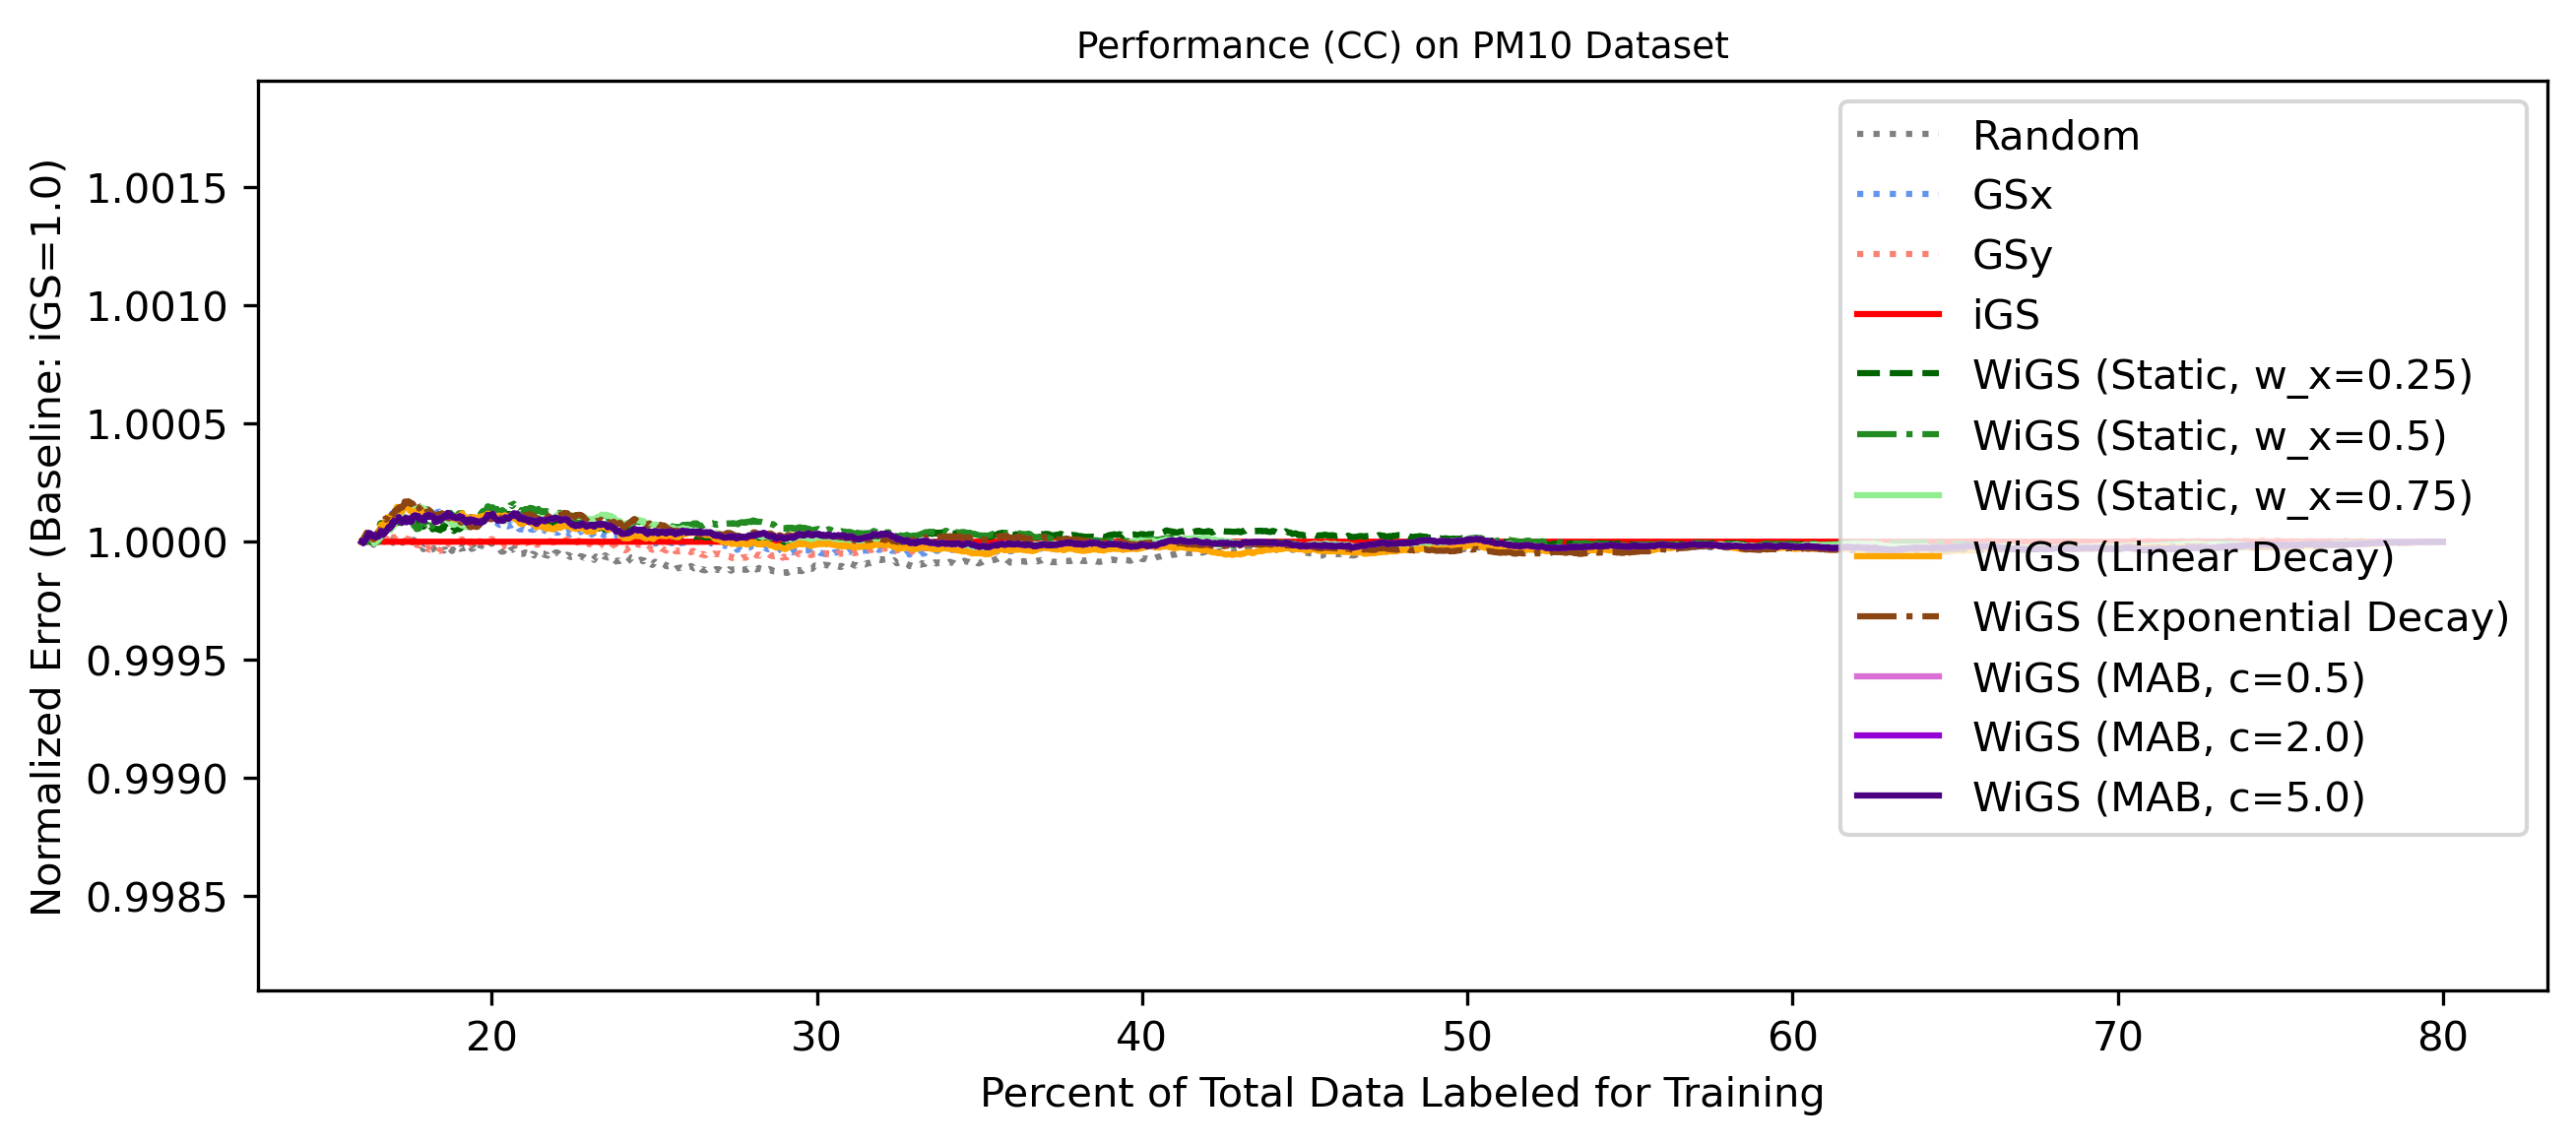 Performance (CC) on PM10 Dataset
Normalized Error (Baseline: iGS=1.0)
1.0015
1.0010
1.0005
1.0000
0.9995
0.9990
0.9985
Random
GSx
GSy
iGS
WiGS (Static, w_x=0.25)
WiGS (Static, w_x=0.5)
WiGS (Static, w_x=0.75)
WiGS (Linear Decay)
WiGS (Exponential Decay)
WiGS (MAB, c=0.5)
WiGS (MAB, c=2.0)
WiGS (MAB, c=5.0)
20 30 40 50 60 70 80
Percent of Total Data Labeled for Training